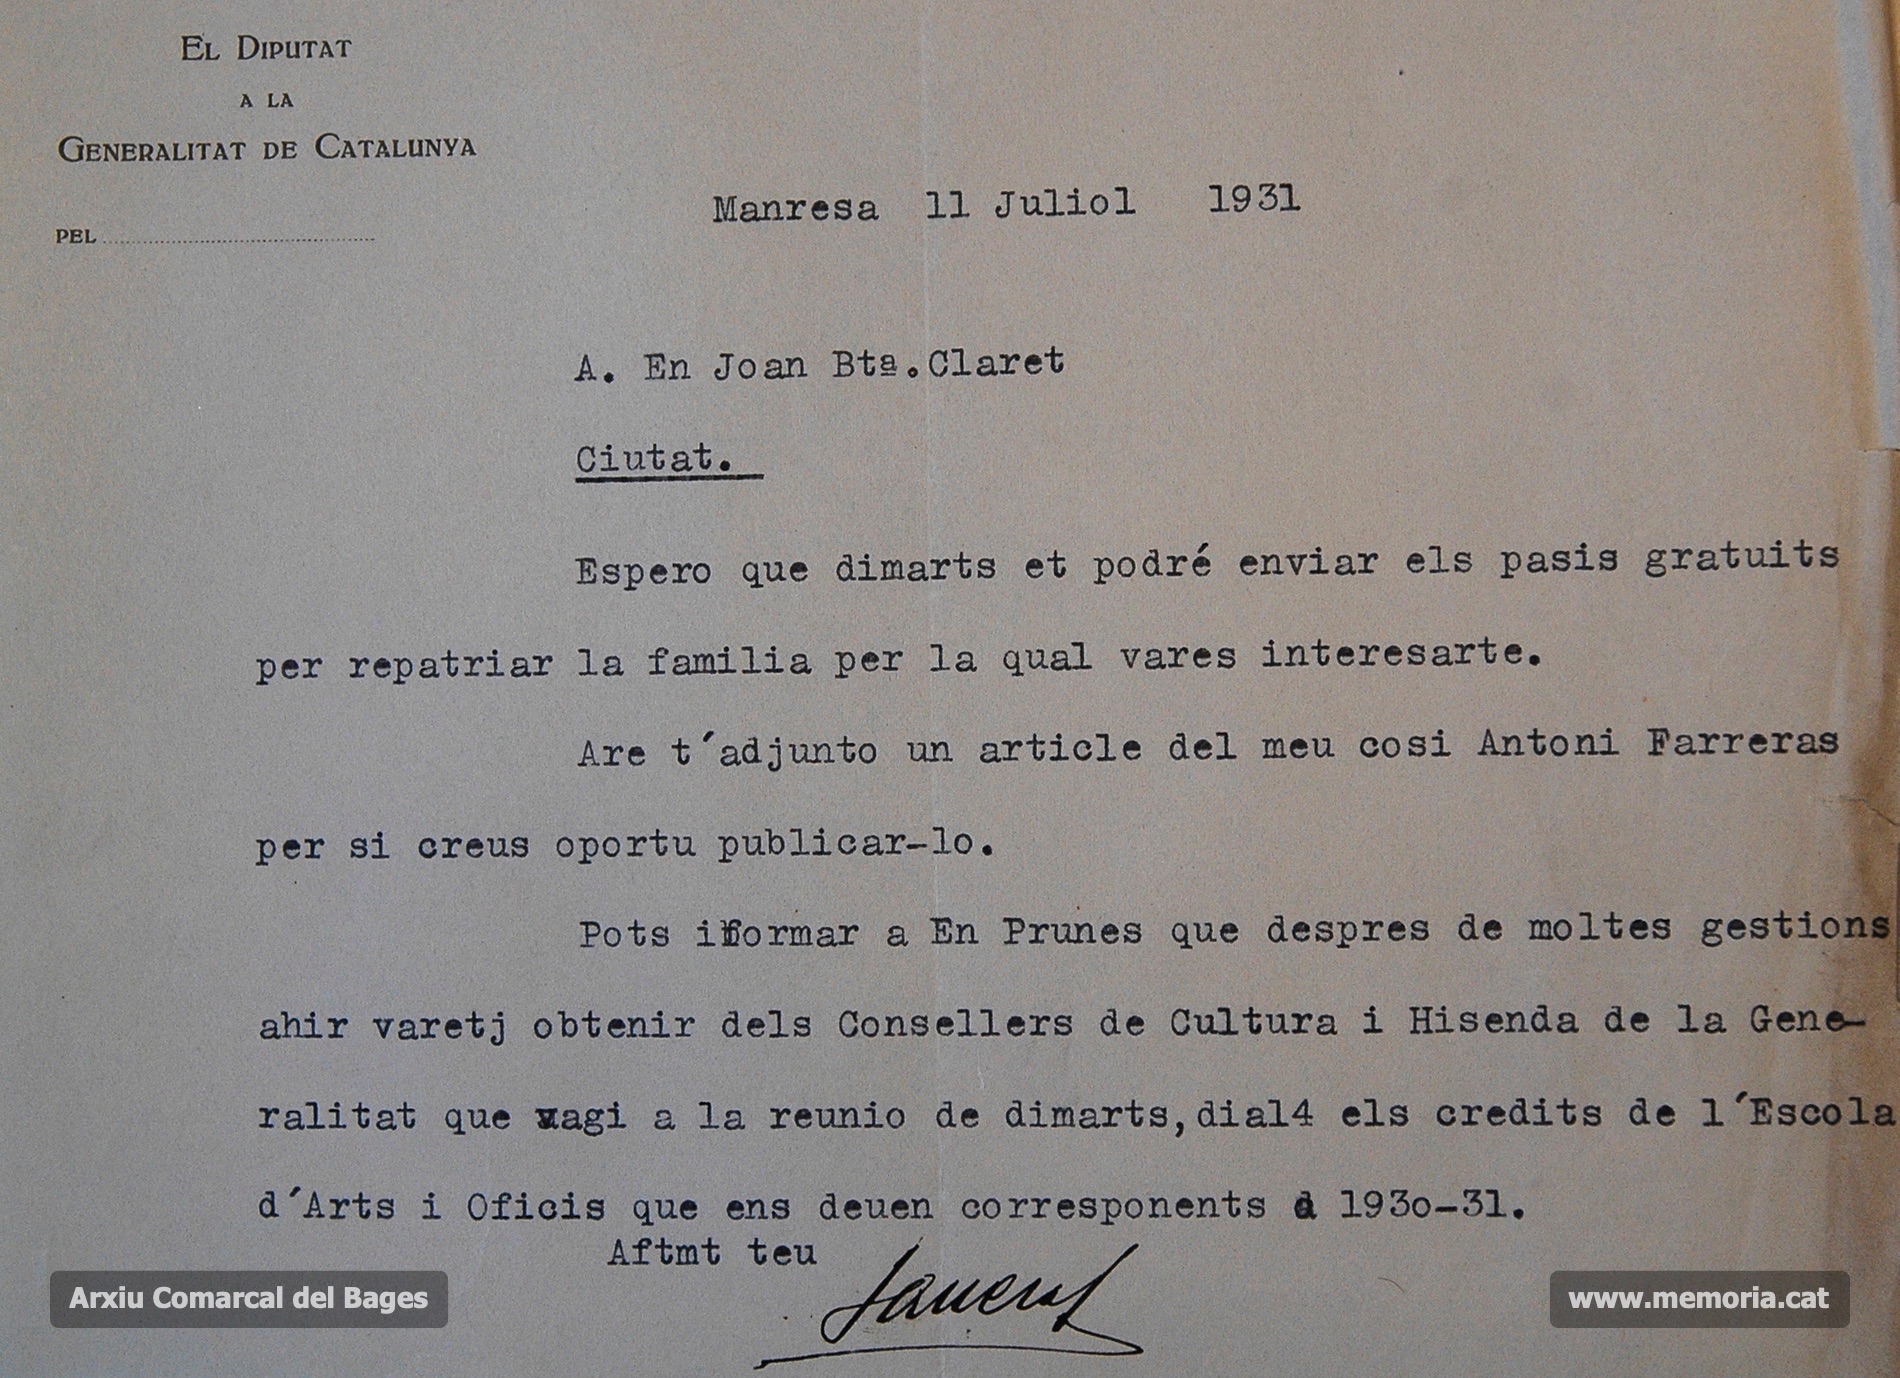 El Diputat
a la
Generalitat de Catalunya
pel
Manresa 11 Juliol 1931
A. En Joan Btª.Claret
Ciutat.
Espero que dimarts et podré enviar els pasis gratuits
per repatriar la familia per la qual vares interesarte.
Are t´adjunto un article del meu cosi Antoni Farreras
per si creus oportu publicar-lo.
Pots iformar a En Prunes que despres de moltes gestions
ahir varetj obtenir dels Consellers de Cultura i Hisenda de la Gene-
ralitat que vagi a la reunio de dimarts,dia14 els credits de l´Escola
d´Arts i Oficis que ens deuen corresponents a 1930-31.
Aftmt teu
Arxiu Comarcal del Bages
www.memoria.cat